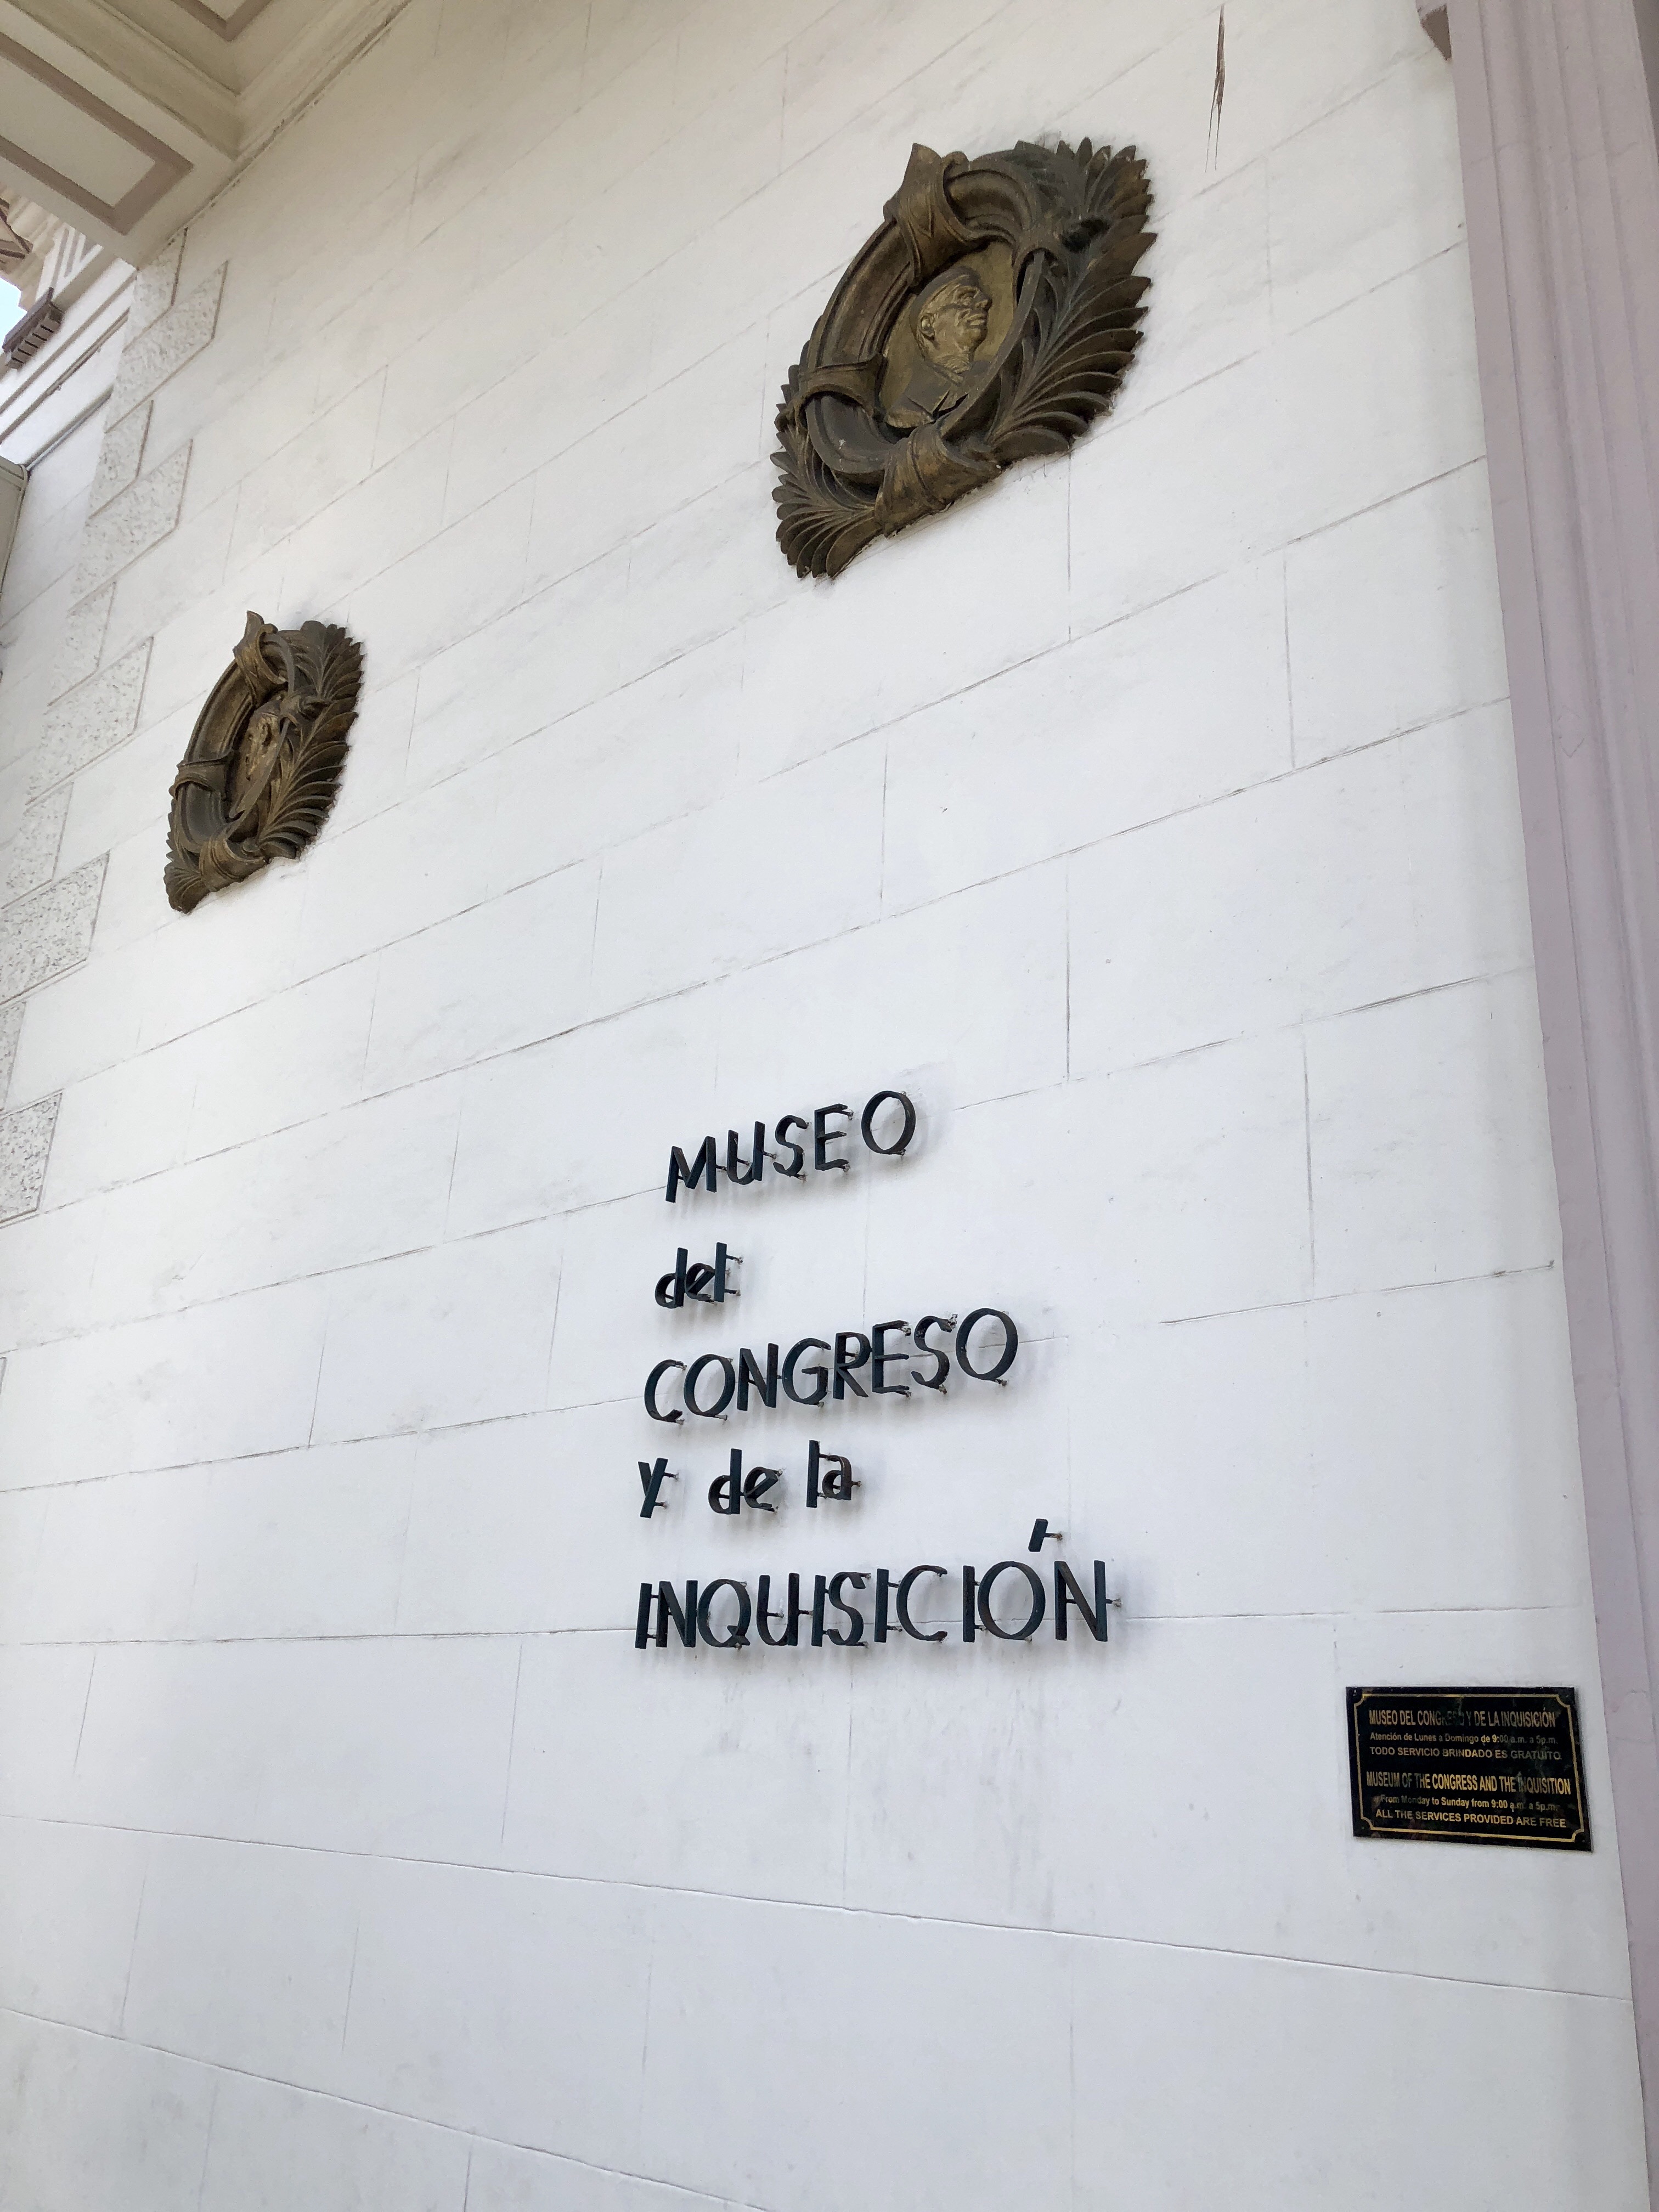 MUSEO
del
CONGRESO
y de la
INQUISICIÓN
MUSEO DEL CONGRESO Y DE LA INQUISICIÓN
Atención de Lunes a Domingo de 9:00 a.m. a 5p.m.
TODO SERVICIO BRINDADO ES GRATUITO
MUSEUM OF THE CONGRESS AND THE INQUISITION
From Monday to Sunday from 9:00 a.m. a 5p.m.
ALL THE SERVICES PROVIDED ARE FREE